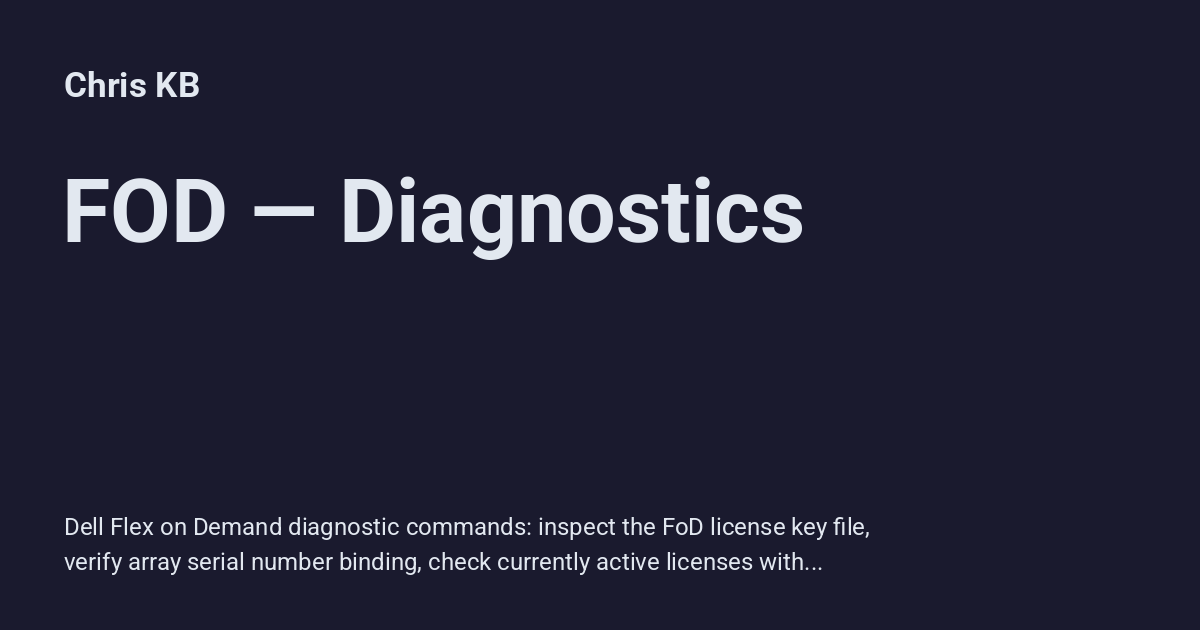 Chris KB
FOD — Diagnostics
Dell Flex on Demand diagnostic commands: inspect the FoD license key file,
verify array serial number binding, check currently active licenses with...